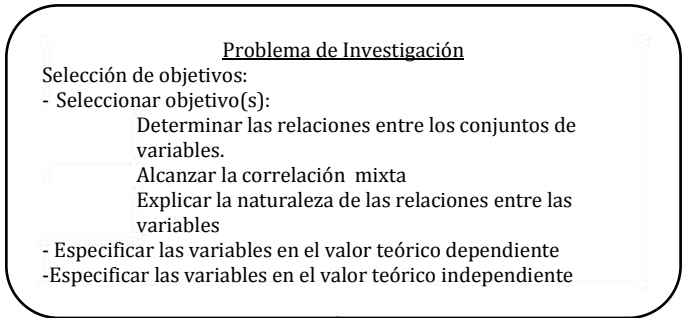 Problema de Investigación
Selección de objetivos:
- Seleccionar objetivo(s):
Determinar las relaciones entre los conjuntos de
variables.
Alcanzar la correlación mixta
Explicar la naturaleza de las relaciones entre las
variables
- Especificar las variables en el valor teórico dependiente
-Especificar las variables en el valor teórico independiente